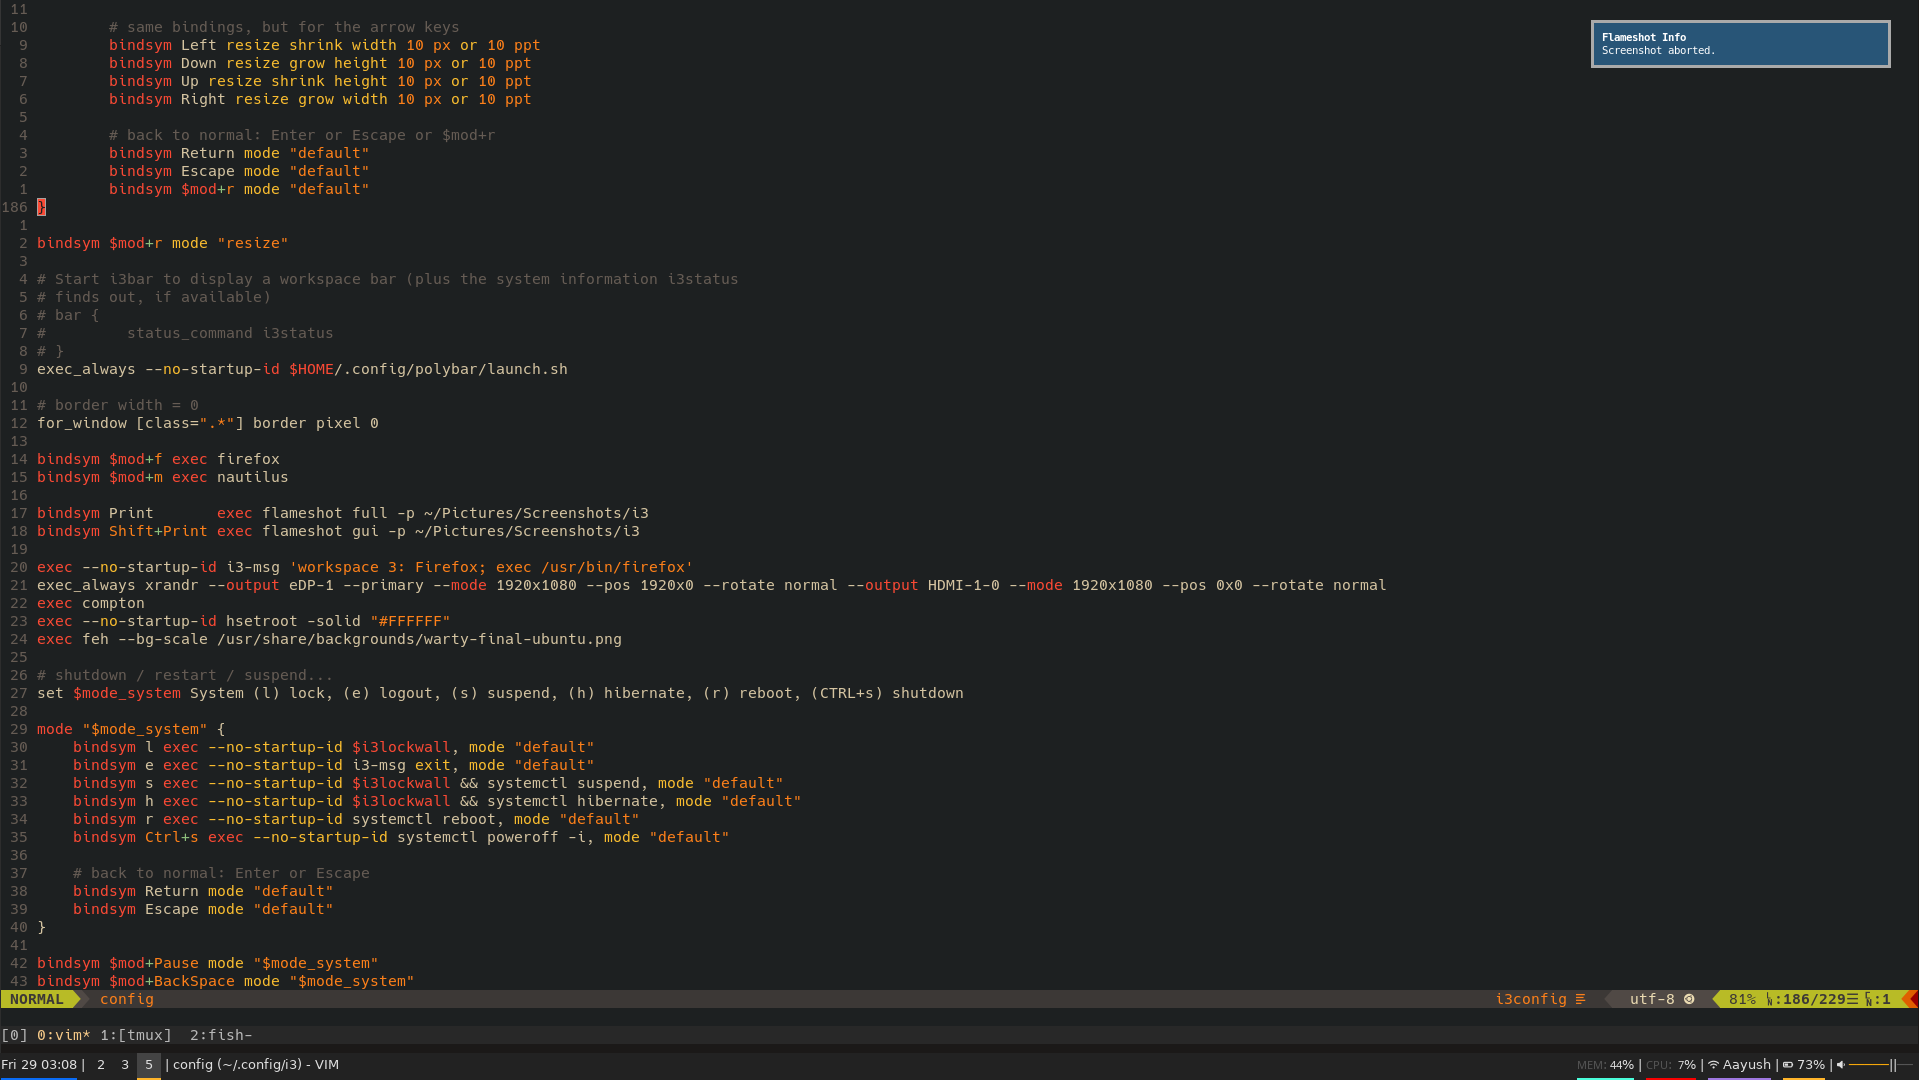 11
10         # same bindings, but for the arrow keys
9         bindsym Left resize shrink width 10 px or 10 ppt
8         bindsym Down resize grow height 10 px or 10 ppt
7         bindsym Up resize shrink height 10 px or 10 ppt
6         bindsym Right resize grow width 10 px or 10 ppt
5
4         # back to normal: Enter or Escape or $mod+r
3         bindsym Return mode "default"
2         bindsym Escape mode "default"
1         bindsym $mod+r mode "default"
186 }
1
2 bindsym $mod+r mode "resize"
3
4 # Start i3bar to display a workspace bar (plus the system information i3status
5 # finds out, if available)
6 # bar {
7 #         status_command i3status
8 # }
9 exec_always --no-startup-id $HOME/.config/polybar/launch.sh
10
11 # border width = 0
12 for_window [class=".*"] border pixel 0
13
14 bindsym $mod+f exec firefox
15 bindsym $mod+m exec nautilus
16
17 bindsym Print       exec flameshot full -p ~/Pictures/Screenshots/i3
18 bindsym Shift+Print exec flameshot gui -p ~/Pictures/Screenshots/i3
19
20 exec --no-startup-id i3-msg 'workspace 3: Firefox; exec /usr/bin/firefox'
21 exec_always xrandr --output eDP-1 --primary --mode 1920x1080 --pos 1920x0 --rotate normal --output HDMI-1-0 --mode 1920x1080 --pos 0x0 --rotate normal
22 exec compton
23 exec --no-startup-id hsetroot -solid "#FFFFFF"
24 exec feh --bg-scale /usr/share/backgrounds/warty-final-ubuntu.png
25
26 # shutdown / restart / suspend...
27 set $mode_system System (l) lock, (e) logout, (s) suspend, (h) hibernate, (r) reboot, (CTRL+s) shutdown
28
29 mode "$mode_system" {
30     bindsym l exec --no-startup-id $i3lockwall, mode "default"
31     bindsym e exec --no-startup-id i3-msg exit, mode "default"
32     bindsym s exec --no-startup-id $i3lockwall && systemctl suspend, mode "default"
33     bindsym h exec --no-startup-id $i3lockwall && systemctl hibernate, mode "default"
34     bindsym r exec --no-startup-id systemctl reboot, mode "default"
35     bindsym Ctrl+s exec --no-startup-id systemctl poweroff -i, mode "default"
36
37     # back to normal: Enter or Escape
38     bindsym Return mode "default"
39     bindsym Escape mode "default"
40 }
41
42 bindsym $mod+Pause mode "$mode_system"
43 bindsym $mod+BackSpace mode "$mode_system"
Flameshot Info
Screenshot aborted.
NORMAL config i3config utf-8 81% :186/229 :1
[0] 0:vim* 1:[tmux]  2:fish-
Fri 29 03:08 | 2 3 5 | config (~/.config/i3) - VIM MEM: 44% | CPU: 7% | Aayush | 73% |